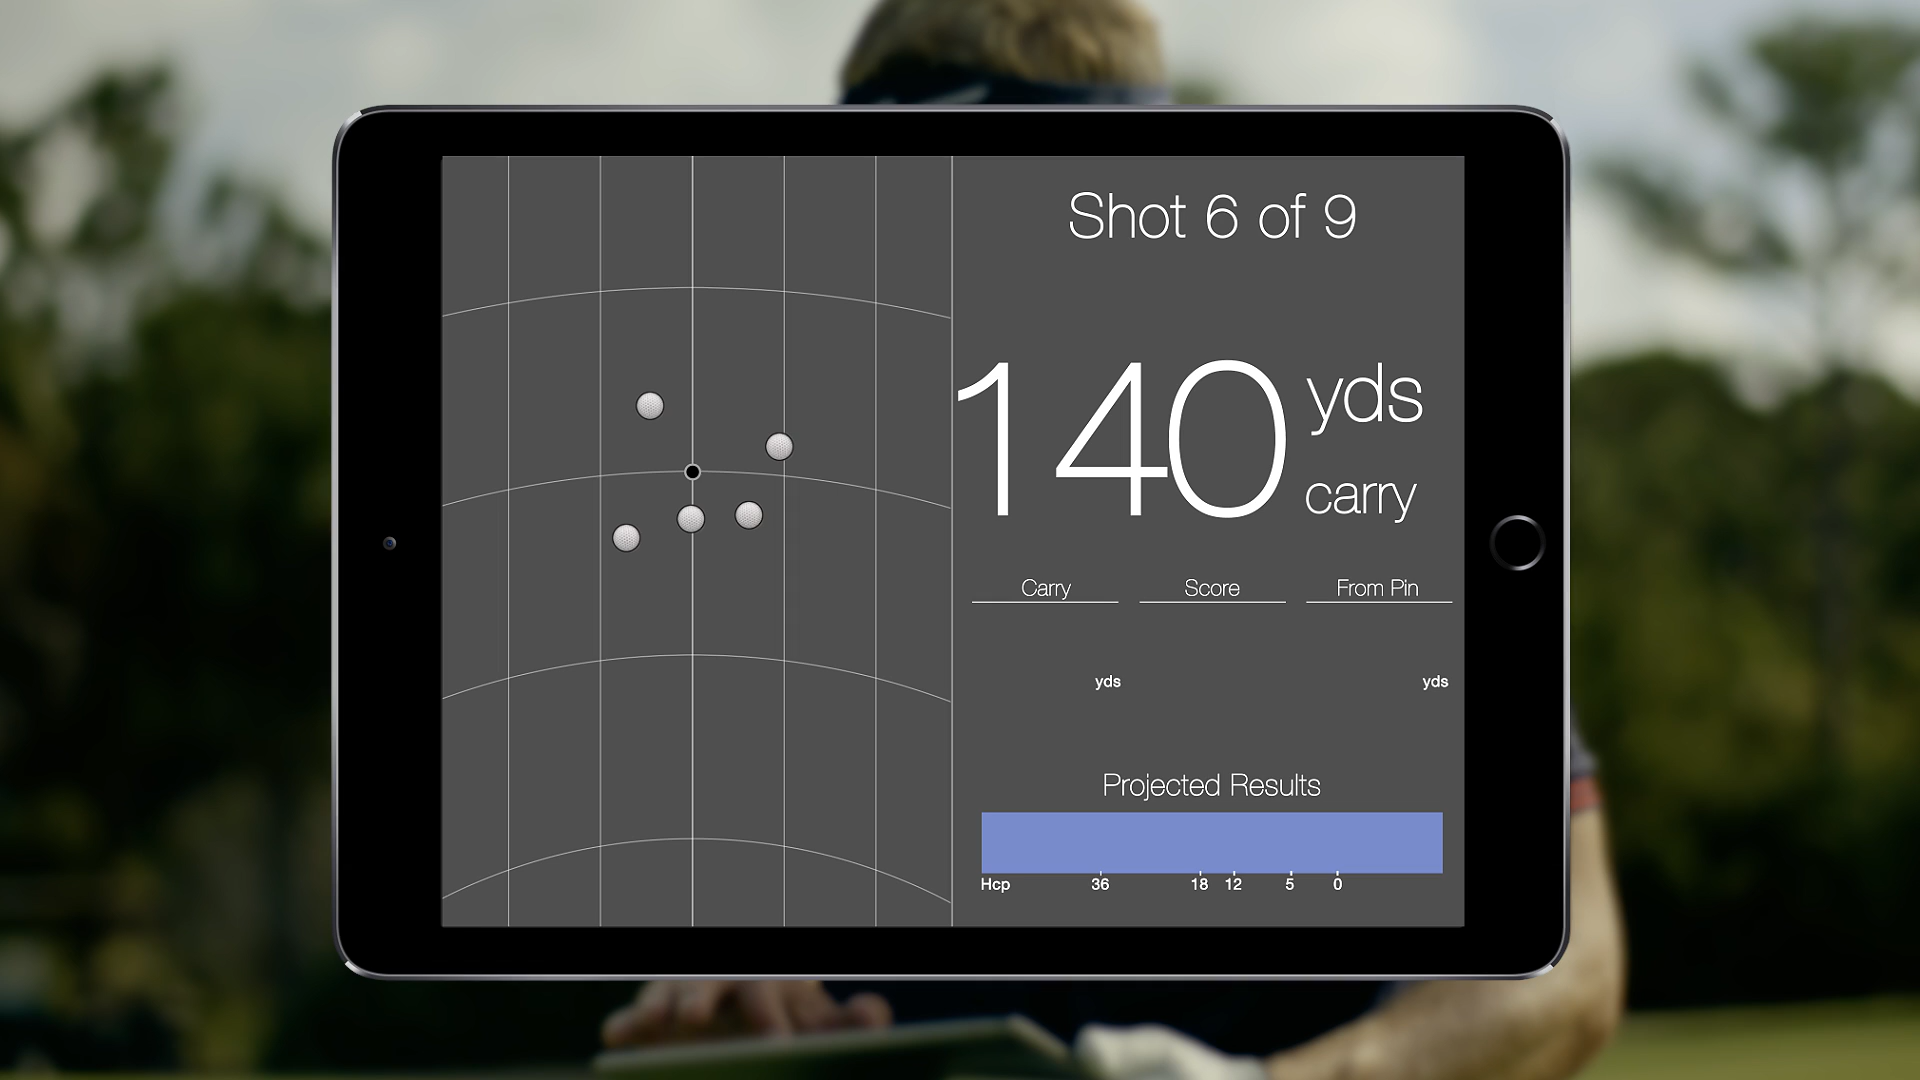 Shot 6 of 9
140 yds
carry
Carry Score From Pin
yds yds
Projected Results
Hcp 36 18 12 5 0